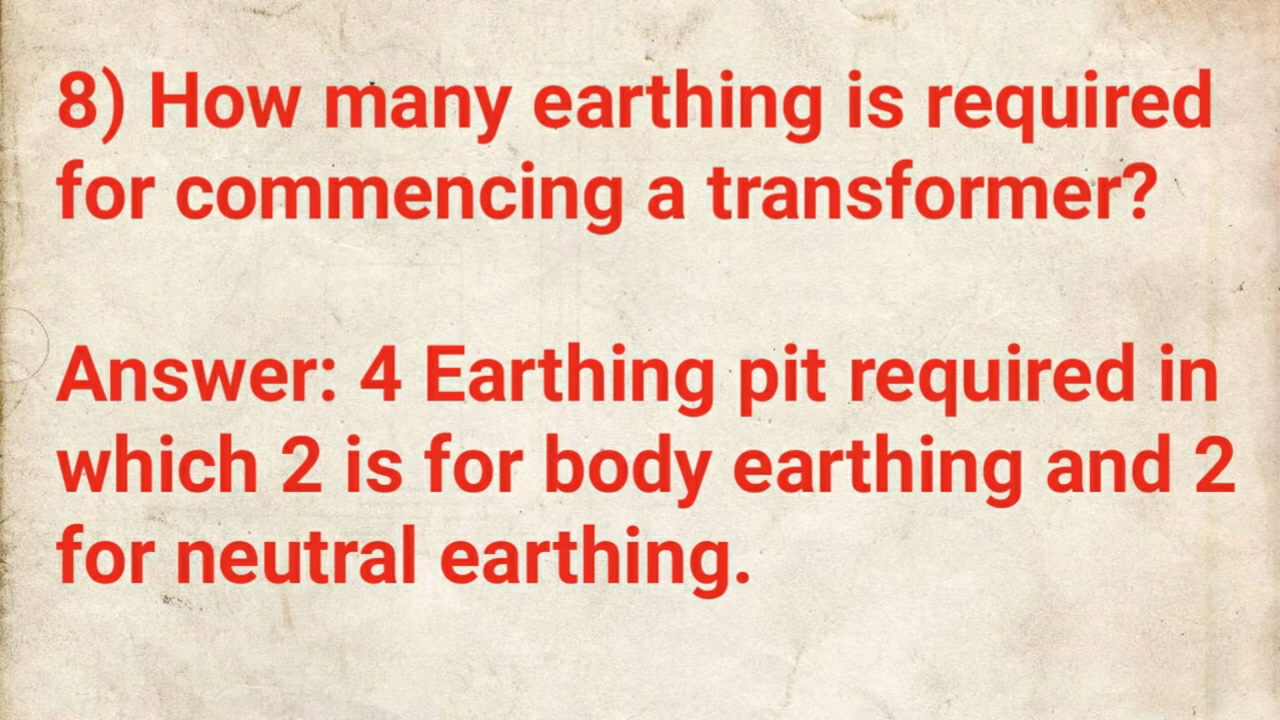 8) How many earthing is required
for commencing a transformer?
Answer: 4 Earthing pit required in
which 2 is for body earthing and 2
for neutral earthing.